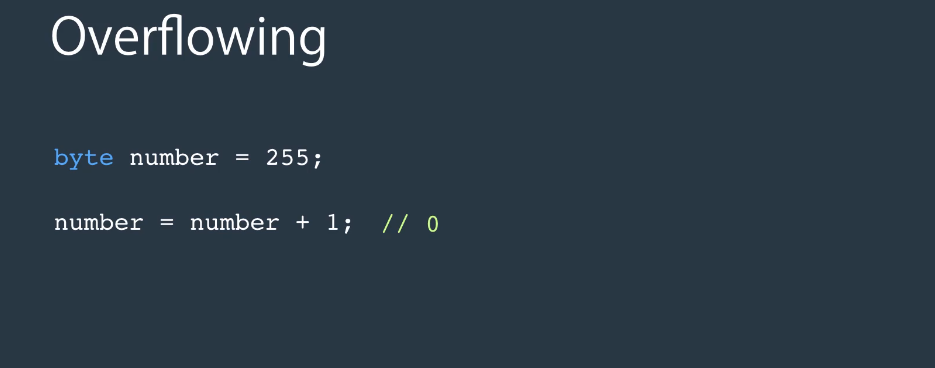 Overflowing
byte number = 255;
number = number + 1; // 0